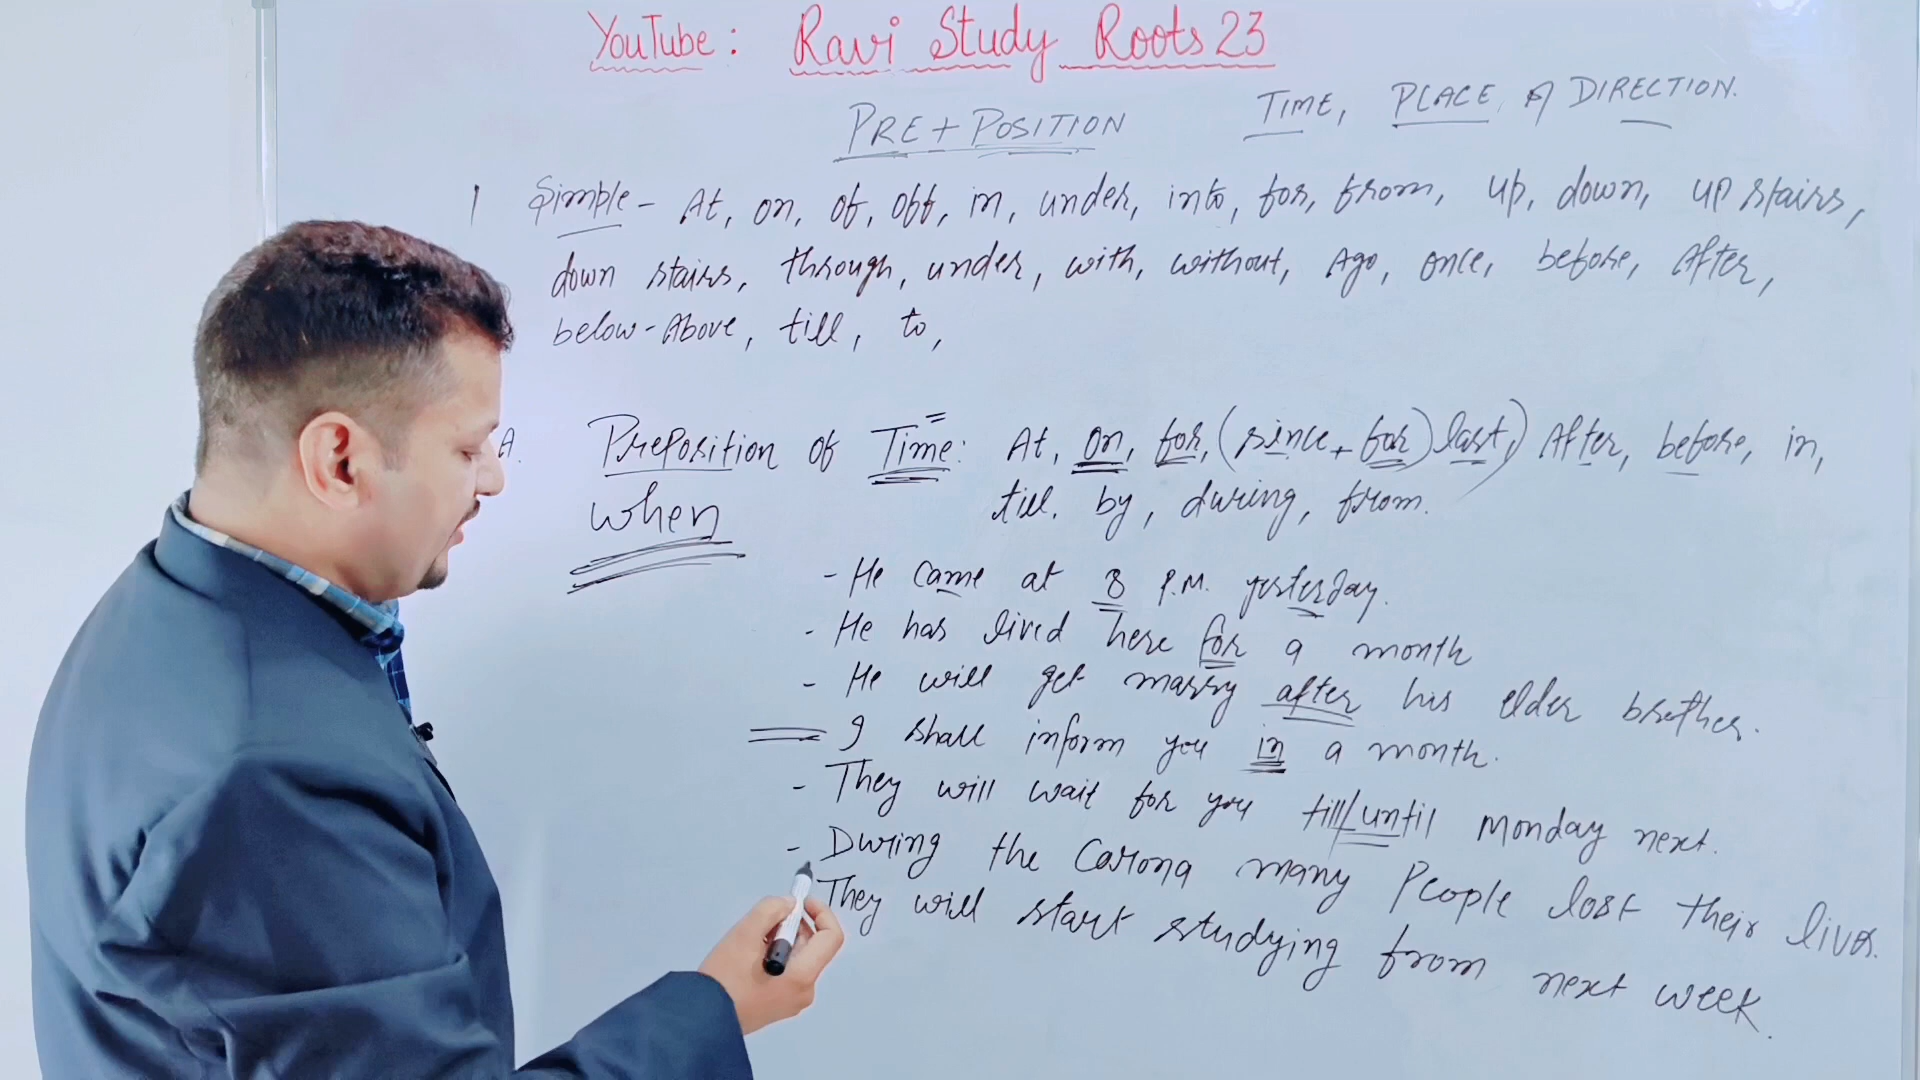 YouTube: Ravi Study Roots 23
PRE + POSITION TIME, PLACE, & DIRECTION.
1 Simple - At, on, of, off, in, under, into, for, from, up, down, up stairs,
down stairs, through, under, with, without, Ago, once, before, After,
below - Above, till, to,
A. Preposition of Time: At, on, for, (since + for) last,) After, before, in,
when till, by, during, from.
- He came at 8 P.M. yesterday.
- He has lived here for a month
- He will get marry after his elder brother.
I shall inform you in a month.
- They will wait for you till/until Monday next.
- During the Carona many People lost their lives.
They will start studying from next week.